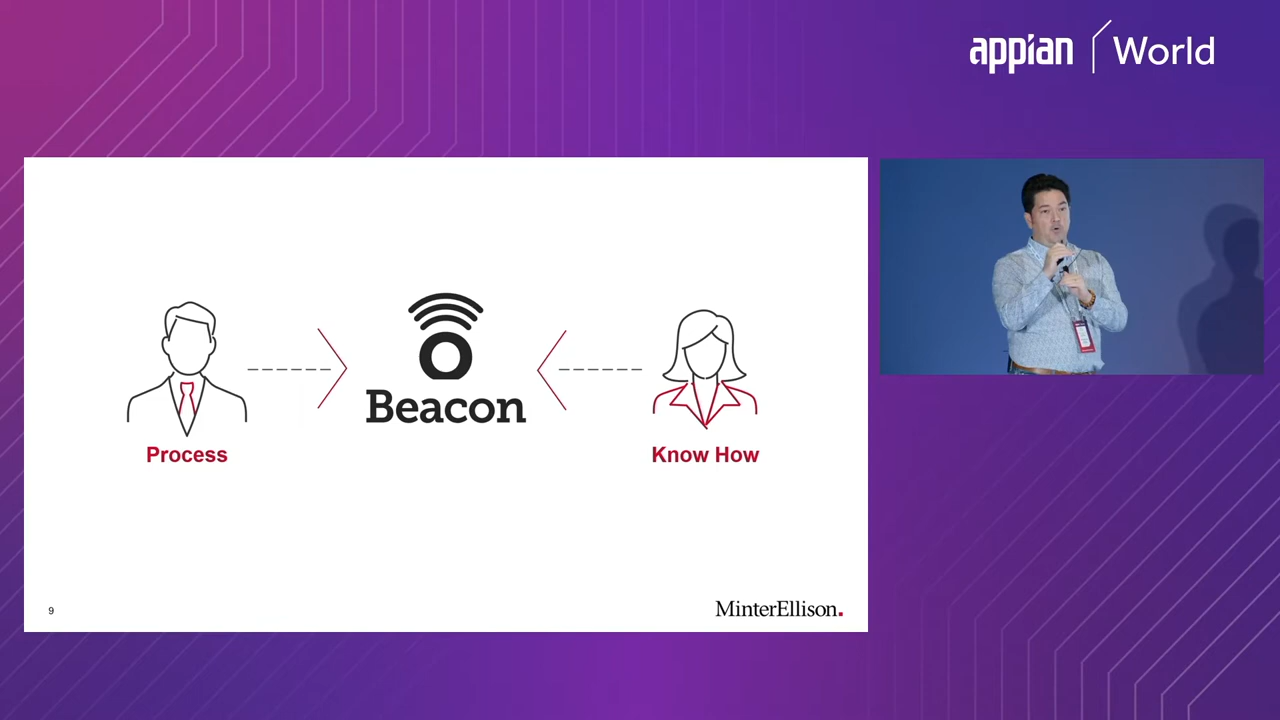 appian World
Beacon
Process
Know How
9
MinterEllison.